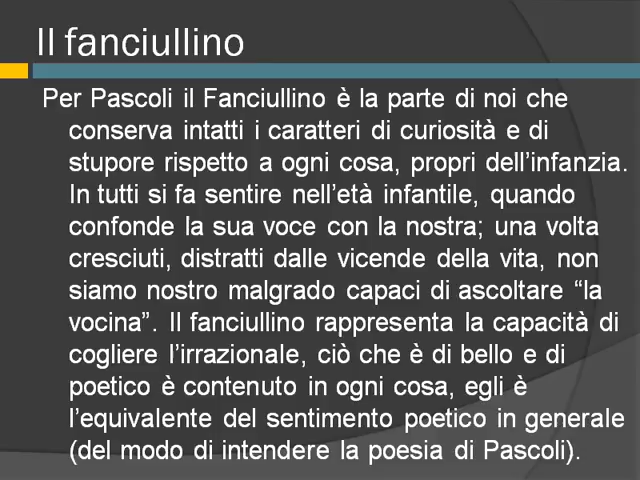 Il fanciullino
Per Pascoli il Fanciullino è la parte di noi che
conserva intatti i caratteri di curiosità e di
stupore rispetto a ogni cosa, propri dell'infanzia.
In tutti si fa sentire nell'età infantile, quando
confonde la sua voce con la nostra; una volta
cresciuti, distratti dalle vicende della vita, non
siamo nostro malgrado capaci di ascoltare “la
vocina”. Il fanciullino rappresenta la capacità di
cogliere l'irrazionale, ciò che è di bello e di
poetico è contenuto in ogni cosa, egli è
l'equivalente del sentimento poetico in generale
(del modo di intendere la poesia di Pascoli).